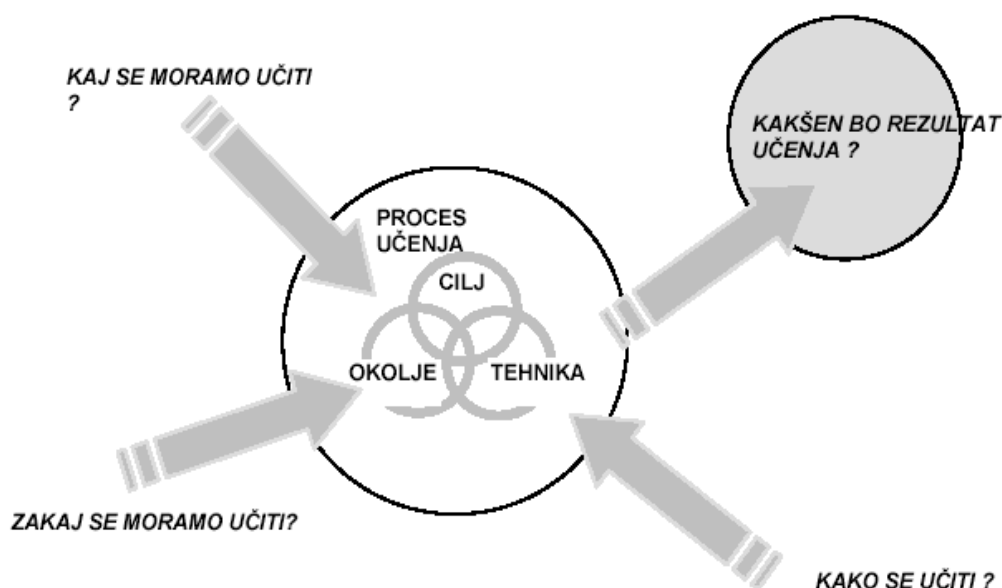 KAJ SE MORAMO UČITI
?
KAKŠEN BO REZULTAT
UČENJA ?
PROCES
UČENJA
CILJ
OKOLJE
TEHNIKA
ZAKAJ SE MORAMO UČITI?
KAKO SE UČITI ?